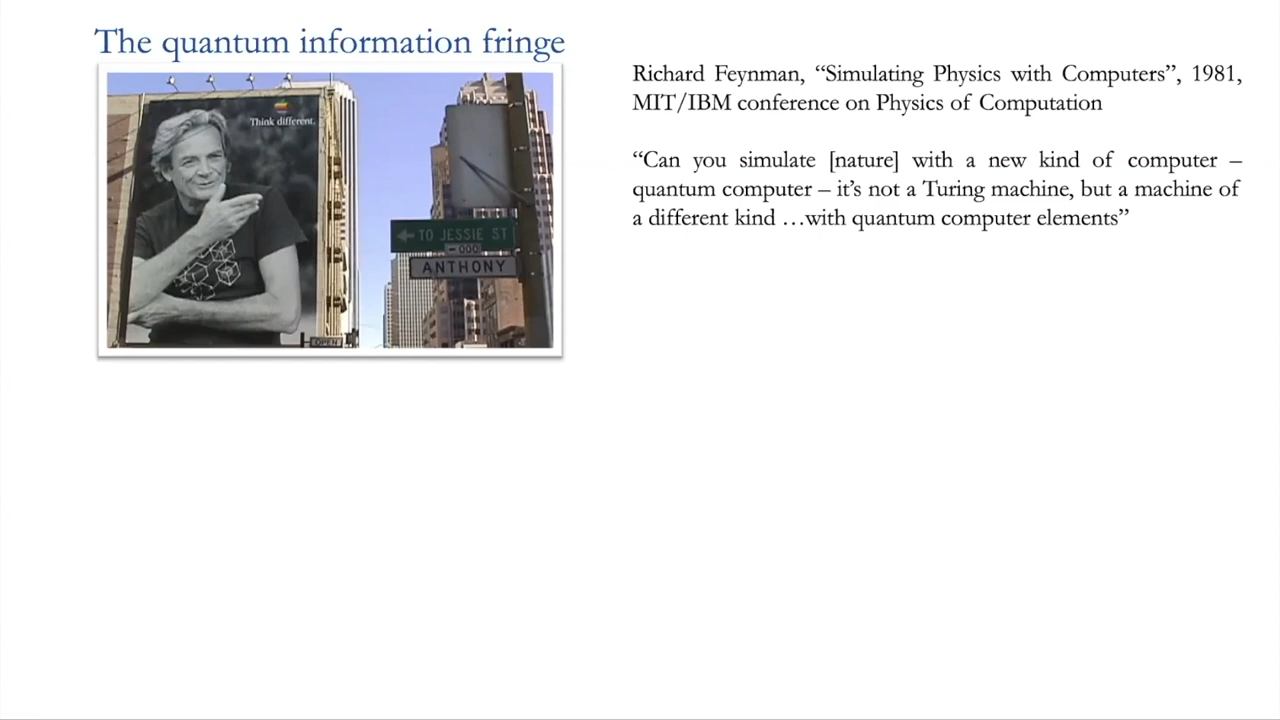 The quantum information fringe
Think different.
TO JESSIE ST
000
ANTHONY
OPEN
Richard Feynman, “Simulating Physics with Computers”, 1981,
MIT/IBM conference on Physics of Computation
“Can you simulate [nature] with a new kind of computer –
quantum computer – it’s not a Turing machine, but a machine of
a different kind …with quantum computer elements”